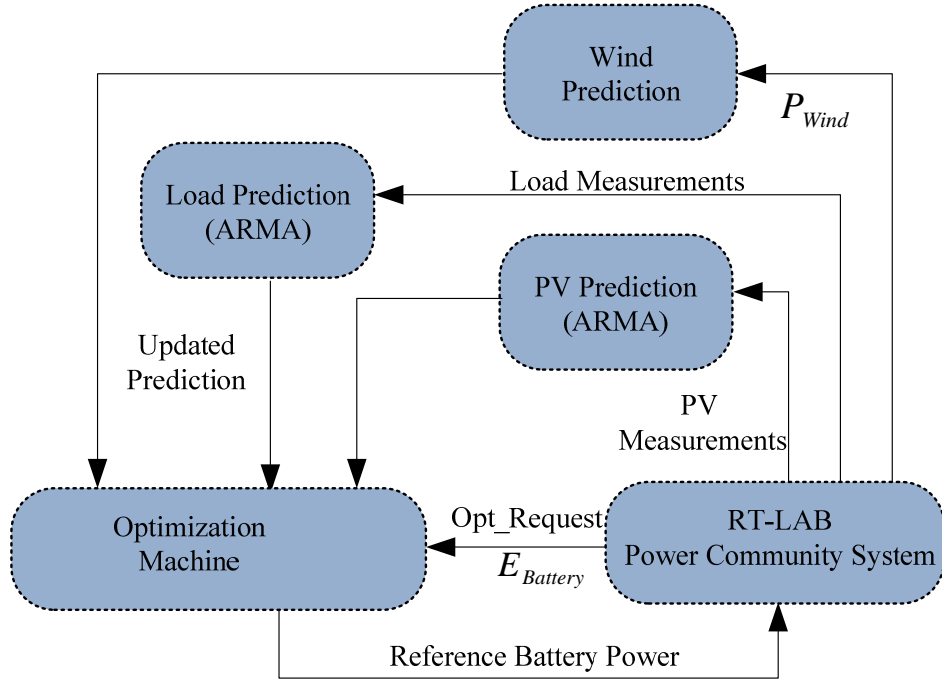 Wind
Prediction
P_Wind
Load Prediction
(ARMA)
Load Measurements
PV Prediction
(ARMA)
Updated
Prediction
PV
Measurements
Optimization
Machine
Opt_Request
E_Battery
RT-LAB
Power Community System
Reference Battery Power